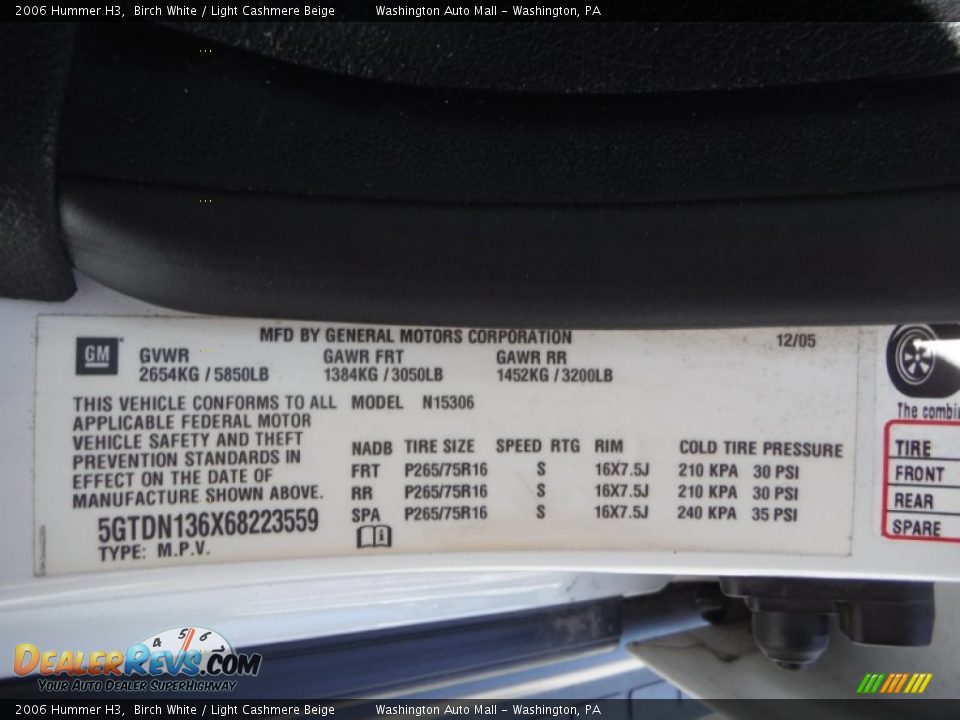 2006 Hummer H3, Birch White / Light Cashmere Beige Washington Auto Mall - Washington, PA
MFD BY GENERAL MOTORS CORPORATION 12/05
GM
GVWR GAWR FRT GAWR RR
2654KG / 5850LB 1384KG / 3050LB 1452KG / 3200LB
THIS VEHICLE CONFORMS TO ALL
APPLICABLE FEDERAL MOTOR
VEHICLE SAFETY AND THEFT
PREVENTION STANDARDS IN
EFFECT ON THE DATE OF
MANUFACTURE SHOWN ABOVE.
5GTDN136X68223559
TYPE: M.P.V.
MODEL N15306
NADB TIRE SIZE SPEED RTG RIM COLD TIRE PRESSURE
FRT P265/75R16 S 16X7.5J 210 KPA 30 PSI
RR P265/75R16 S 16X7.5J 210 KPA 30 PSI
SPA P265/75R16 S 16X7.5J 240 KPA 35 PSI
The combi
TIRE
FRONT
REAR
SPARE
4 5 6
DEALERREVS.COM
YOUR AUTO DEALER SUPERHIGHWAY
2006 Hummer H3, Birch White / Light Cashmere Beige Washington Auto Mall - Washington, PA